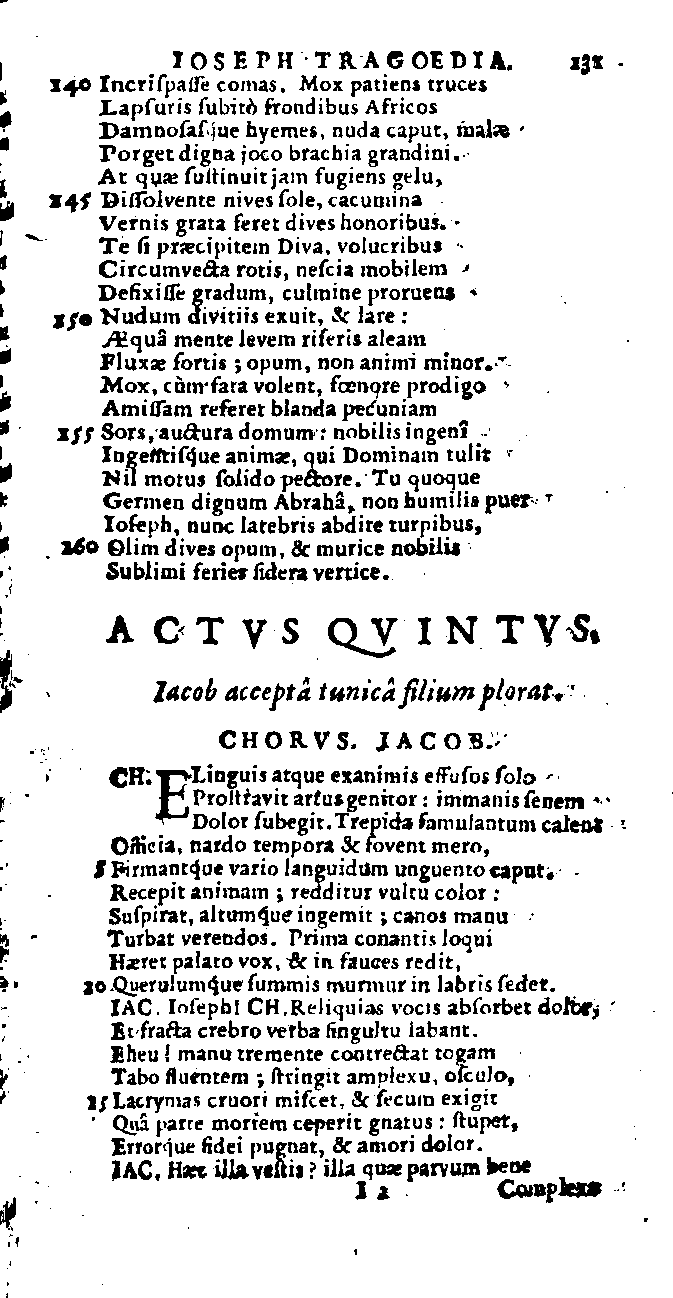 IOSEPH TRAGOEDIA. 131
240 Incriſpaſſe comas. Mox patiens truces
Lapſuris ſubitò frondibus Africos
Damnoſaſque hyemes, nuda caput, malæ
Porget digna joco brachia grandini.
At quæ ſuſtinuit jam fugiens gelu,
245 Diſſolvente nives ſole, cacumina
Vernis grata feret dives honoribus.
Te ſi præcipitem Diva, volucribus
Circumvecta rotis, neſcia mobilem
Defixiſſe gradum, culmine proruens
250 Nudum divitiis exuit, & lare:
Æquâ mente levem riſeris aleam
Fluxæ ſortis; opum, non animi minor.
Mox, cùm fata volent, fœnore prodigo
Amiſſam referet blanda pecuniam
255 Sors, auctura domum: nobilis ingenî
Ingentiſque animæ, qui Dominam tulit
Nil motus ſolido pectore. Tu quoque
Germen dignum Abrahâ, non humilis puer
Ioſeph, nunc latebris abdite turpibus,
260 Olim dives opum, & murice nobilis
Sublimi feries ſidera vertice.
ACTVS QVINTVS.
Iacob acceptâ tunicâ filium plorat.
CHORVS. JACOB.
CH. ELinguis atque exanimis effuſos ſolo
Proſtravit artus genitor: immanis ſenem
Dolor ſubegit. Trepida famulantum calent
Officia, nardo tempora & fovent mero,
5 Firmantque vario languidum unguento caput.
Recepit animam; redditur vultu color:
Suſpirat, altumque ingemit; canos manu
Turbat verendos. Prima conantis loqui
Hæret palato vox, & in fauces redit,
10 Querulumque ſummis murmur in labris ſedet.
IAC. Ioſeph! CH. Reliquias vocis abſorbet dolor;
Et fracta crebro verba ſingultu labant.
Eheu! manu tremente contrectat togam
Tabo fluentem; ſtringit amplexu, oſculo,
15 Lacrymas cruori miſcet, & ſecum exigit
Quâ parte mortem ceperit gnatus: ſtupet,
Errorque fidei pugnat, & amori dolor.
IAC. Hæc illa veſtis? illa quæ parvum bene
I 2 Complexa